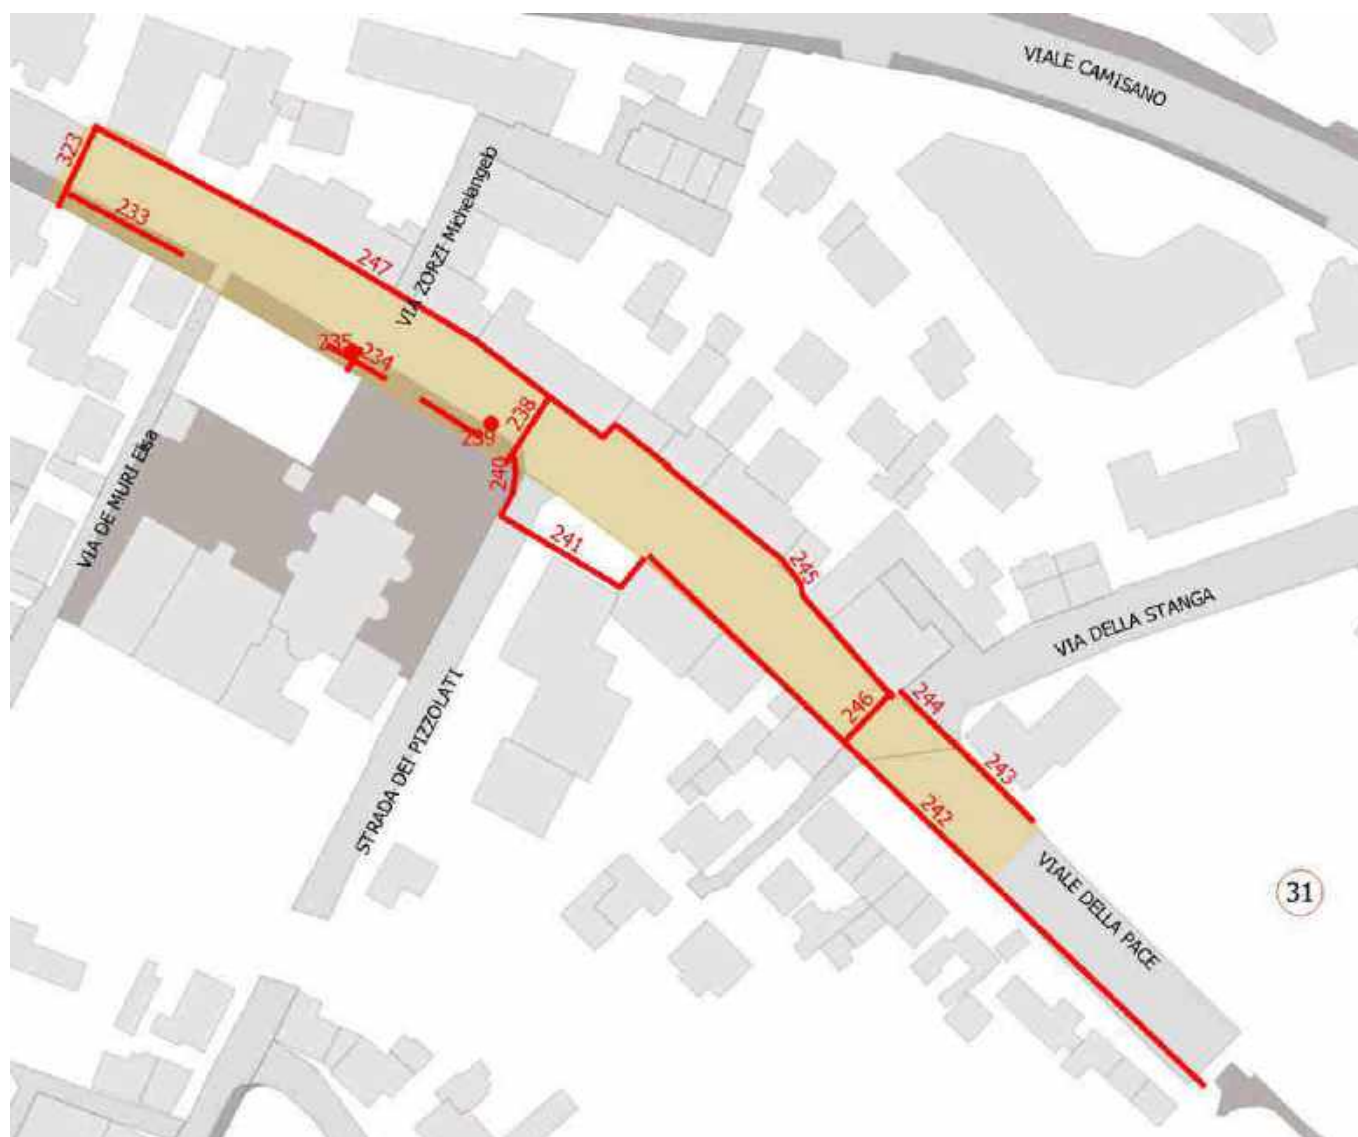 VIALE CAMISANO
323
233
247
VIA ZORZI Michelangelo
235
234
238
239
240
241
VIA DE MURI Elisa
245
VIA DELLA STANGA
STRADA DEI PIZZOLATI
246
244
243
242
VIALE DELLA PACE
31